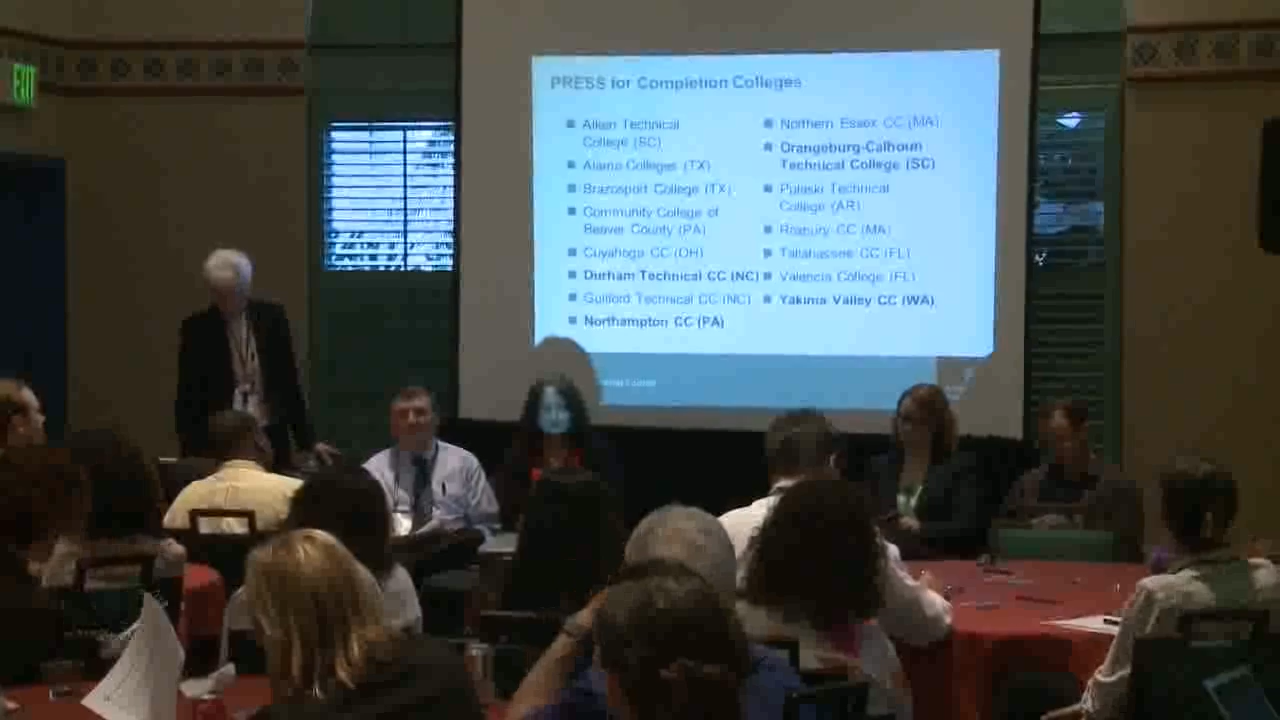 EXIT
PRESS for Completion Colleges
Aiken Technical
College (SC)
Alamo Colleges (TX)
Brazosport College (TX)
Community College of
Beaver County (PA)
Cuyahoga CC (OH)
Durham Technical CC (NC)
Guilford Technical CC (NC)
Northampton CC (PA)
Northern Essex CC (MA)
Orangeburg-Calhoun
Technical College (SC)
Pulaski Technical
College (AR)
Roxbury CC (MA)
Tallahassee CC (FL)
Valencia College (FL)
Yakima Valley CC (WA)